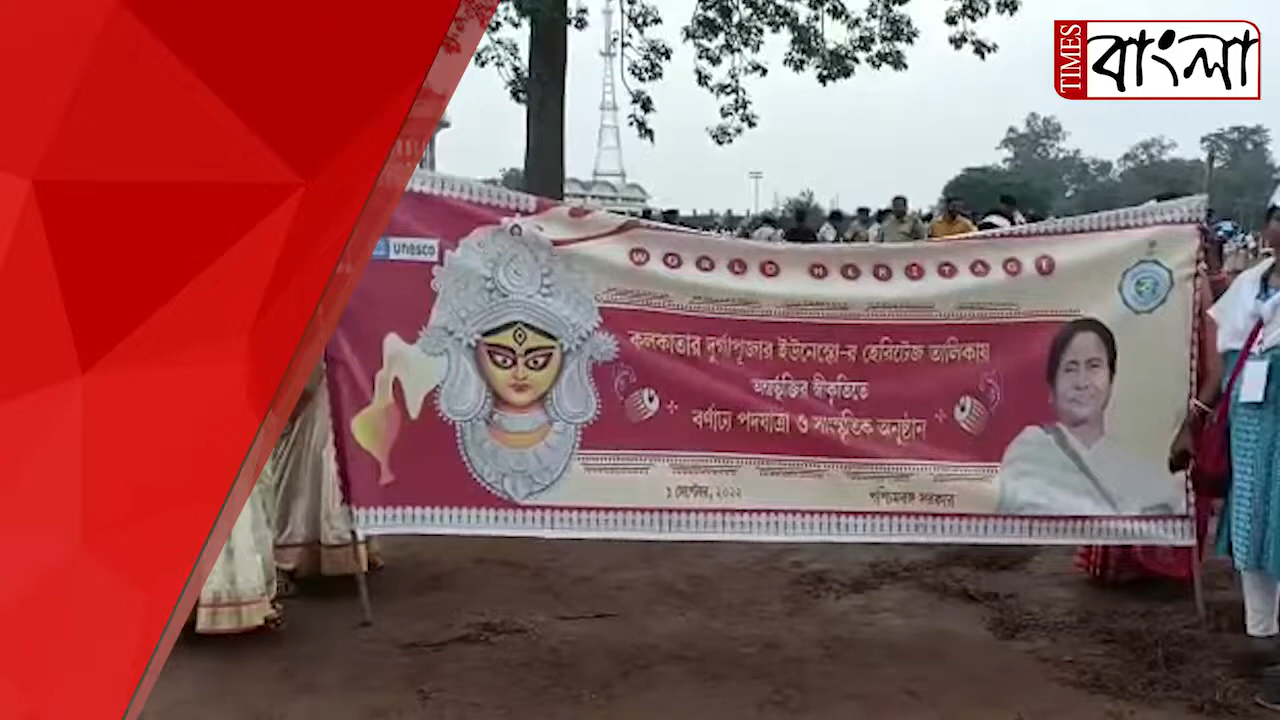 TIMES
বাংলা
unesco
WORLD HERITAGE
কলকাতার দুর্গাপূজার ইউনেস্কো-র হেরিটেজ তালিকায়
অন্তর্ভুক্তির স্বীকৃতিতে
বর্ণাঢ্য পদযাত্রা ও সাংস্কৃতিক অনুষ্ঠান
১ সেপ্টেম্বর, ২০২২
পশ্চিমবঙ্গ সরকার